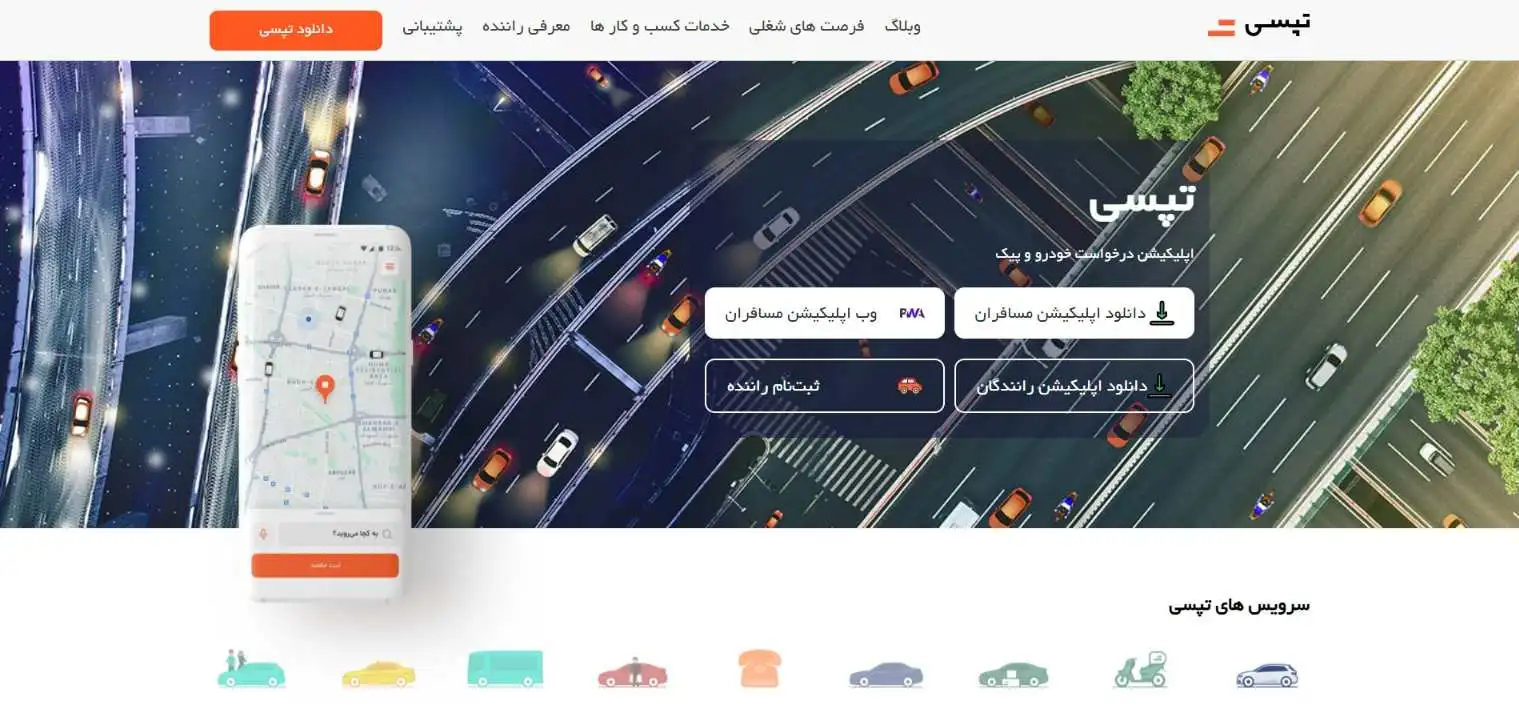 تپسی
وبلاگ
فرصت های شغلی
خدمات کسب و کار ها
معرفی راننده
پشتیبانی
دانلود تپسی
تپسی
اپلیکیشن درخواست خودرو و پیک
دانلود اپلیکیشن مسافران
PWA وب اپلیکیشن مسافران
دانلود اپلیکیشن رانندگان
ثبت‌نام راننده
به کجا می‌روید؟
سرویس های تپسی